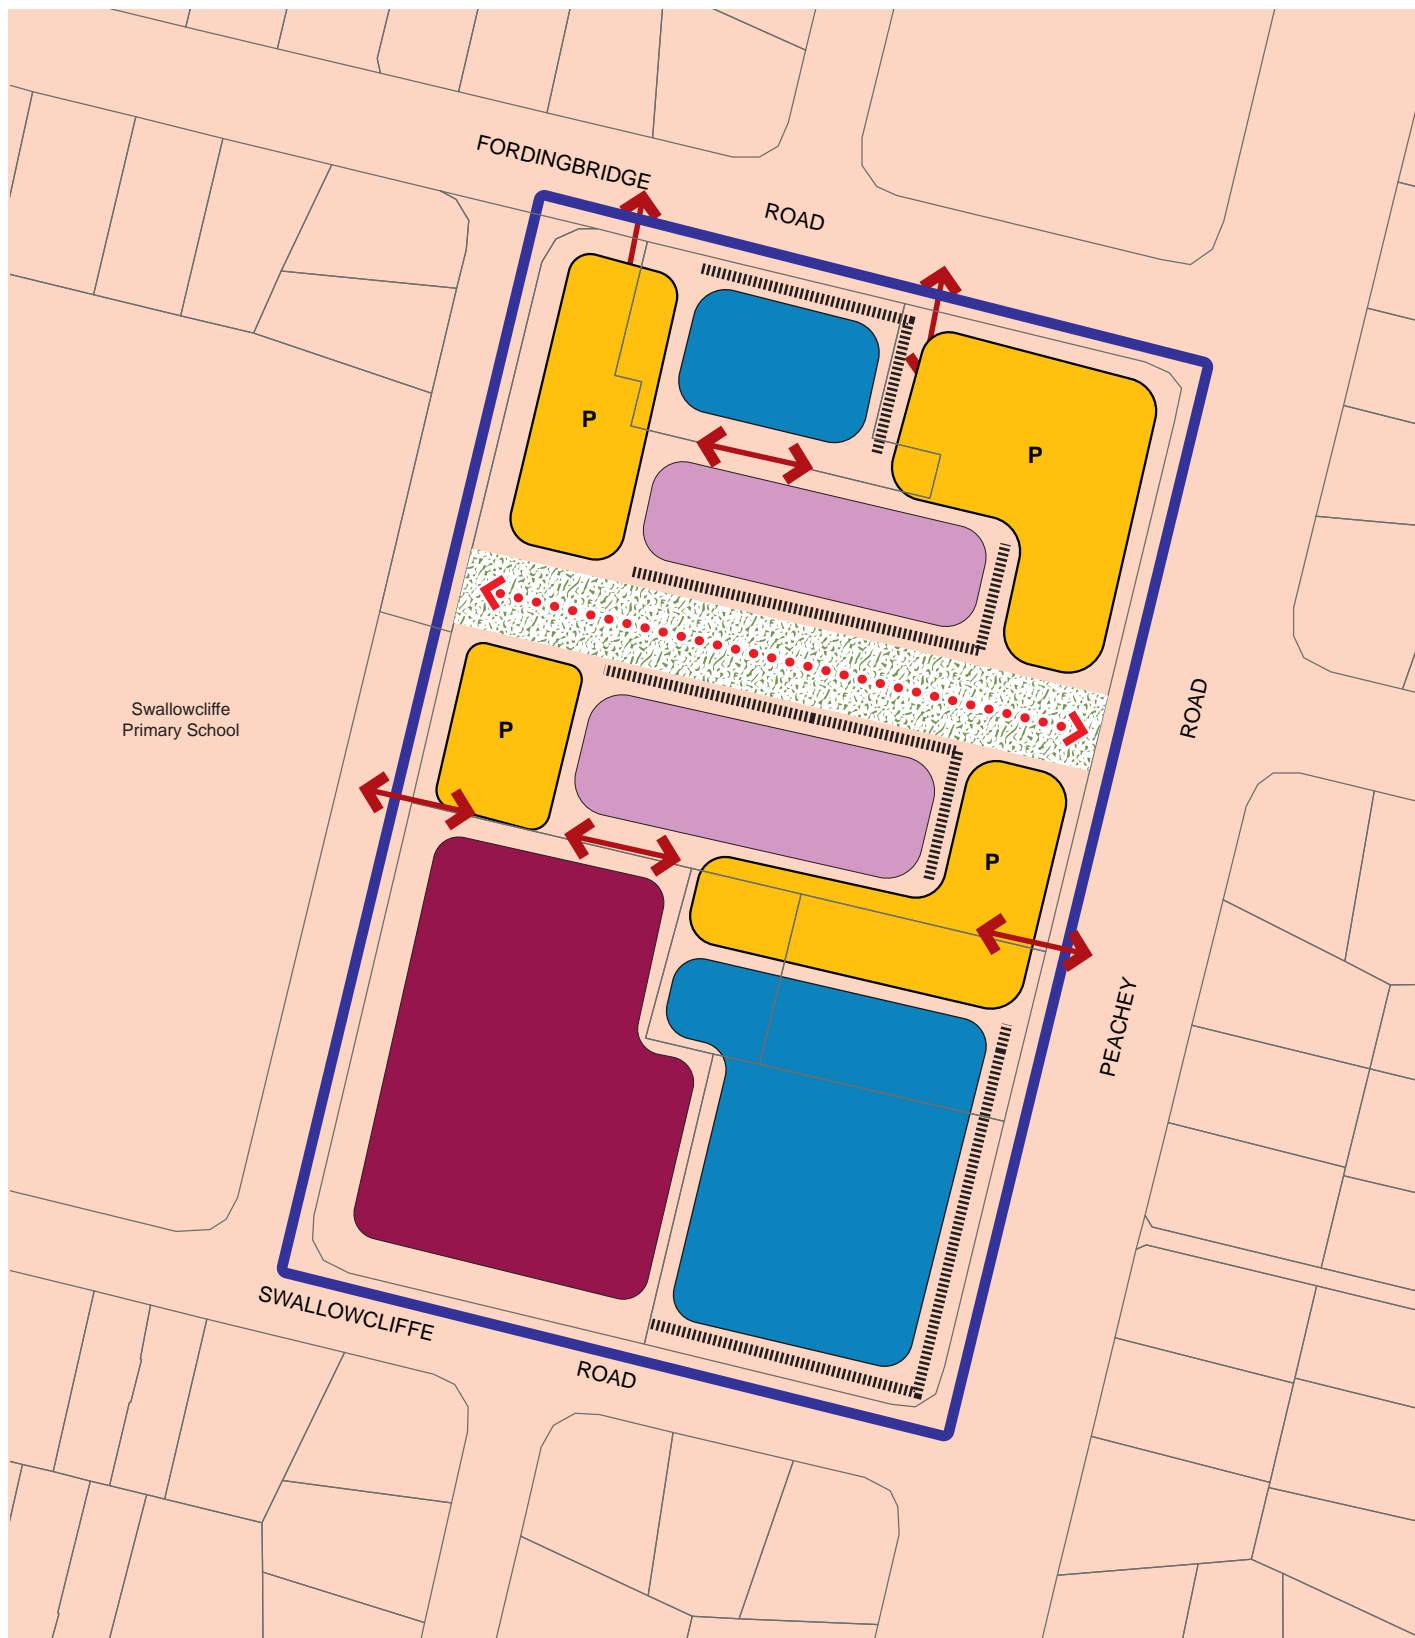 FORDINGBRIDGE
ROAD
P
P
Swallowcliffe
Primary School
ROAD
P
P
PEACHEY
SWALLOWCLIFFE
ROAD